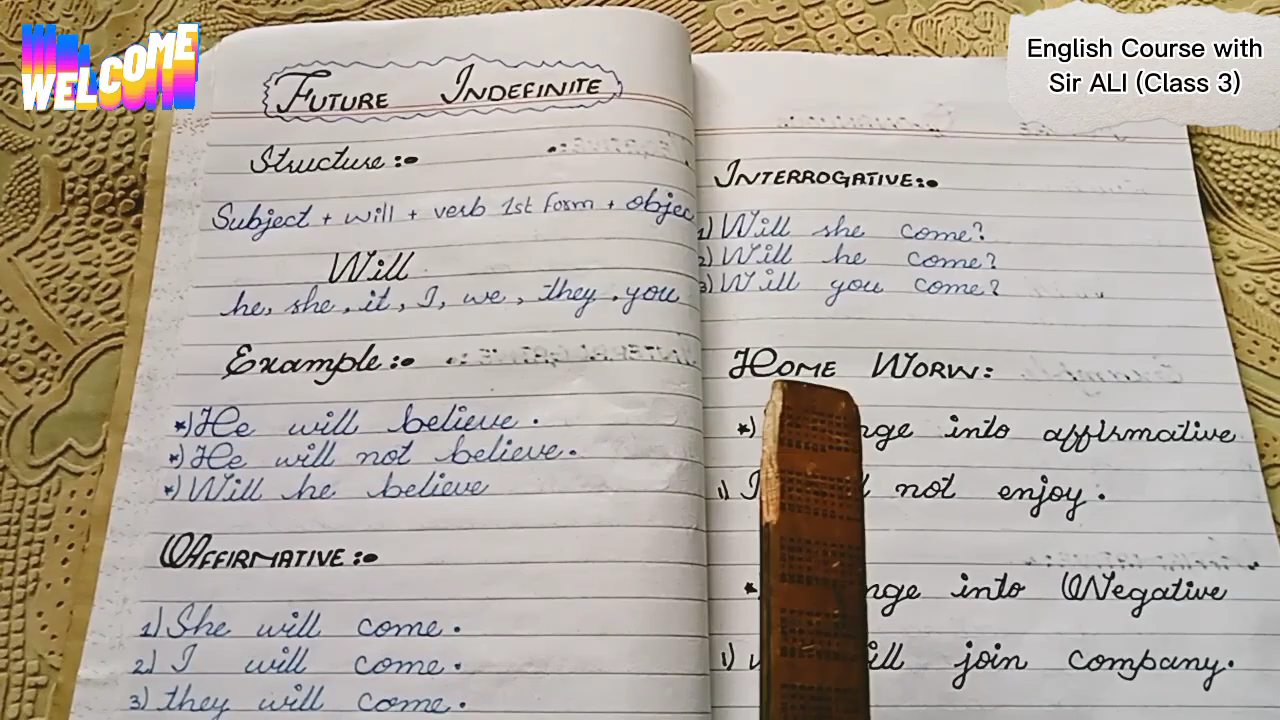 WELCOME
English Course with
Sir ALI (Class 3)
FUTURE INDEFINITE
Structure:
Subject + will + verb 1st form + objec
Will
he, she, it, I, we, they, you
Example:
*) He will believe.
*) He will not believe.
*) Will he believe
AFFIRMATIVE:
1) She will come.
2) I will come.
3) they will come.
INTERROGATIVE:
1) Will she come?
2) Will he come?
3) Will you come?
HOME WORW:
*) nge into affirmative
1) I not enjoy.
* nge into Negative
1) ill join company.